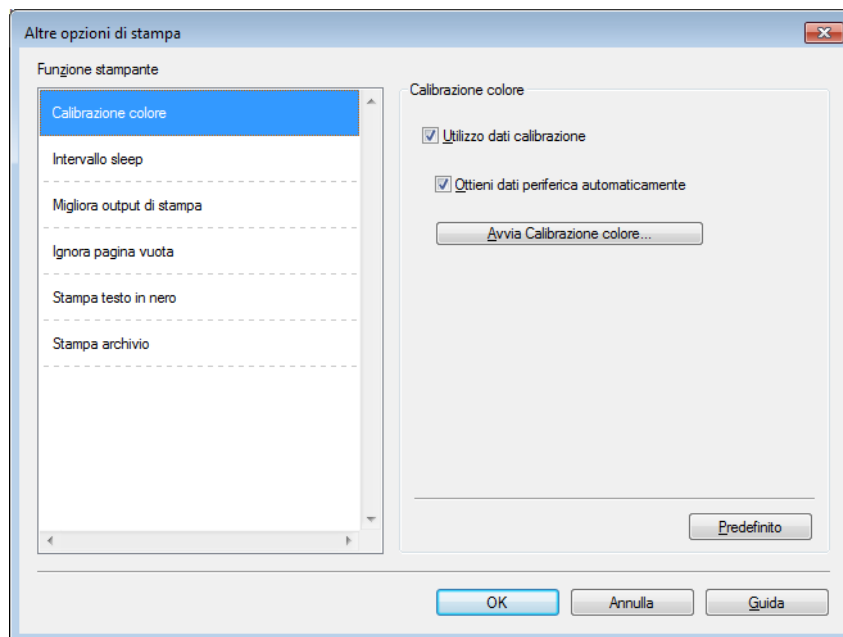 Altre opzioni di stampa
Funzione stampante
Calibrazione colore
Intervallo sleep
Migliora output di stampa
Ignora pagina vuota
Stampa testo in nero
Stampa archivio
Calibrazione colore
Utilizzo dati calibrazione
Ottieni dati periferica automaticamente
Avvia Calibrazione colore...
Predefinito
OK Annulla Guida